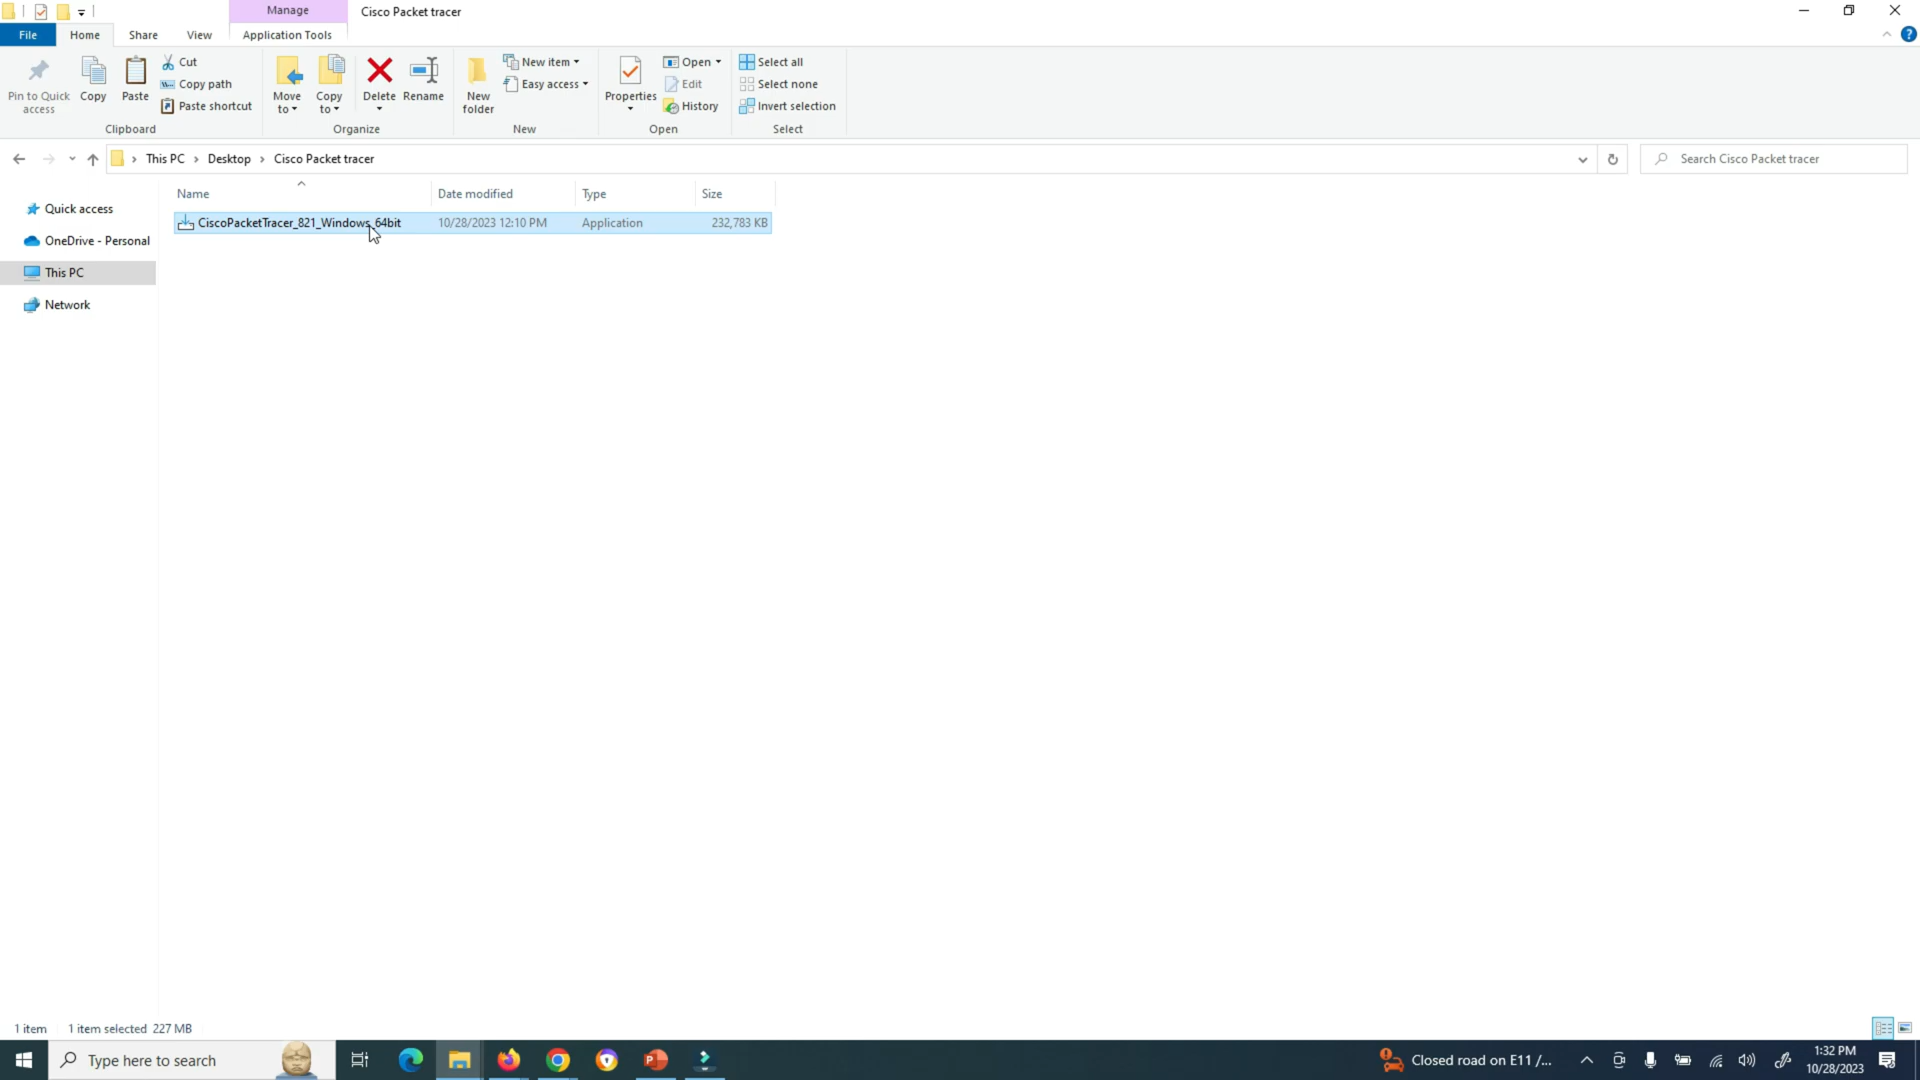 Manage
Cisco Packet tracer
File
Home
Share
View
Application Tools
Pin to Quick access
Copy
Paste
Cut
Copy path
Paste shortcut
Clipboard
Move to
Copy to
Delete
Rename
Organize
New folder
New item
Easy access
New
Properties
Open
Edit
History
Open
Select all
Select none
Invert selection
Select
This PC > Desktop > Cisco Packet tracer
Search Cisco Packet tracer
Name
Date modified
Type
Size
CiscoPacketTracer_821_Windows_64bit 10/28/2023 12:10 PM Application 232,783 KB
Quick access
OneDrive - Personal
This PC
Network
1 item 1 item selected 227 MB
Type here to search
Closed road on E11 /...
1:32 PM
10/28/2023